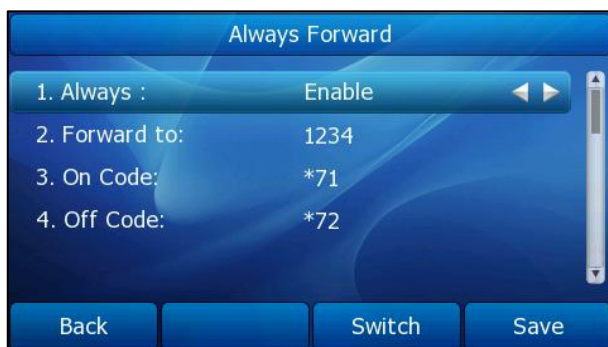 Always Forward
1. Always : Enable
2. Forward to: 1234
3. On Code: *71
4. Off Code: *72
Back Switch Save